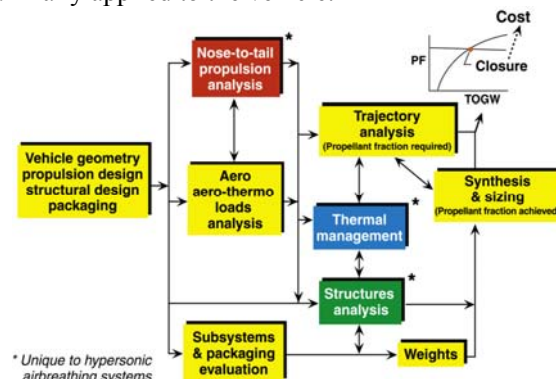 Cost
Nose-to-tail
propulsion
analysis
*
PF
Closure
TOGW
Vehicle geometry
propulsion design
structural design
packaging
Aero
aero-thermo
loads
analysis
Trajectory
analysis
(Propellant fraction required)
Synthesis
& sizing
(Propellant fraction achieved)
Thermal
management
*
Structures
analysis
*
Subsystems
& packaging
evaluation
Weights
* Unique to hypersonic
airbreathing systems